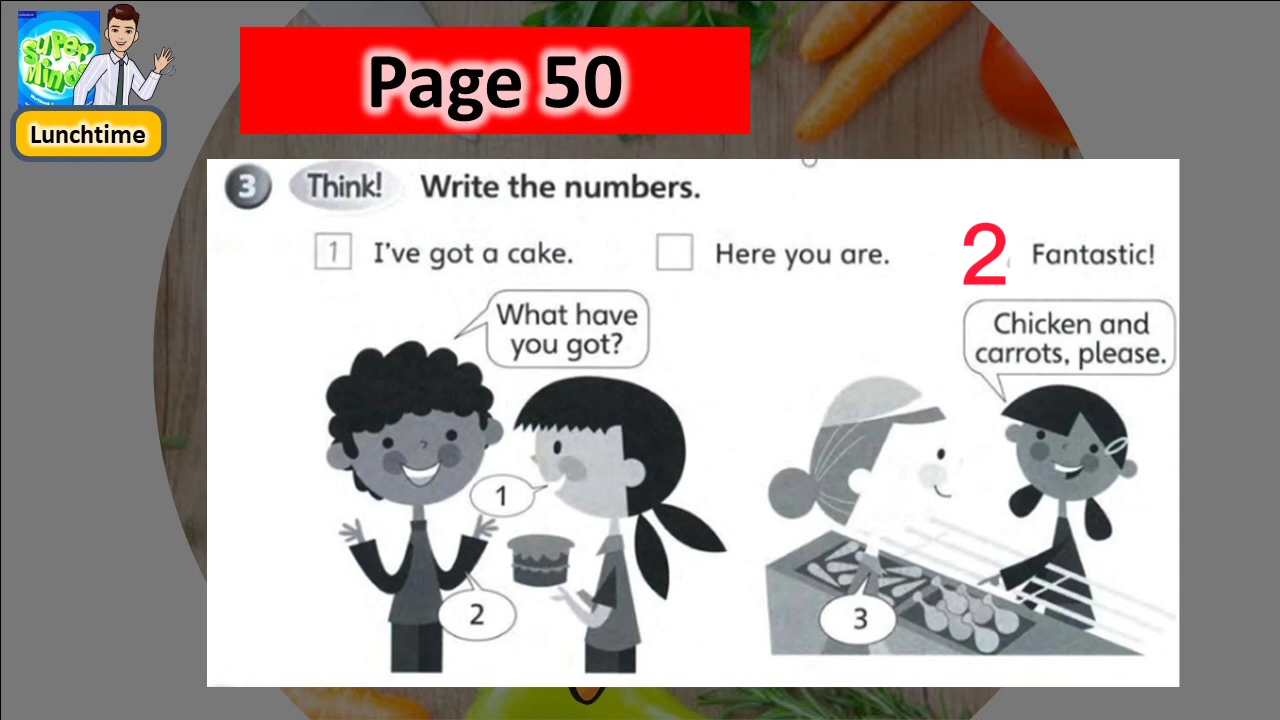 Super
Minds
Lunchtime
Page 50
3 Think! Write the numbers.
1 I've got a cake. Here you are. 2 Fantastic!
What have
you got?
Chicken and
carrots, please.
1
2
3